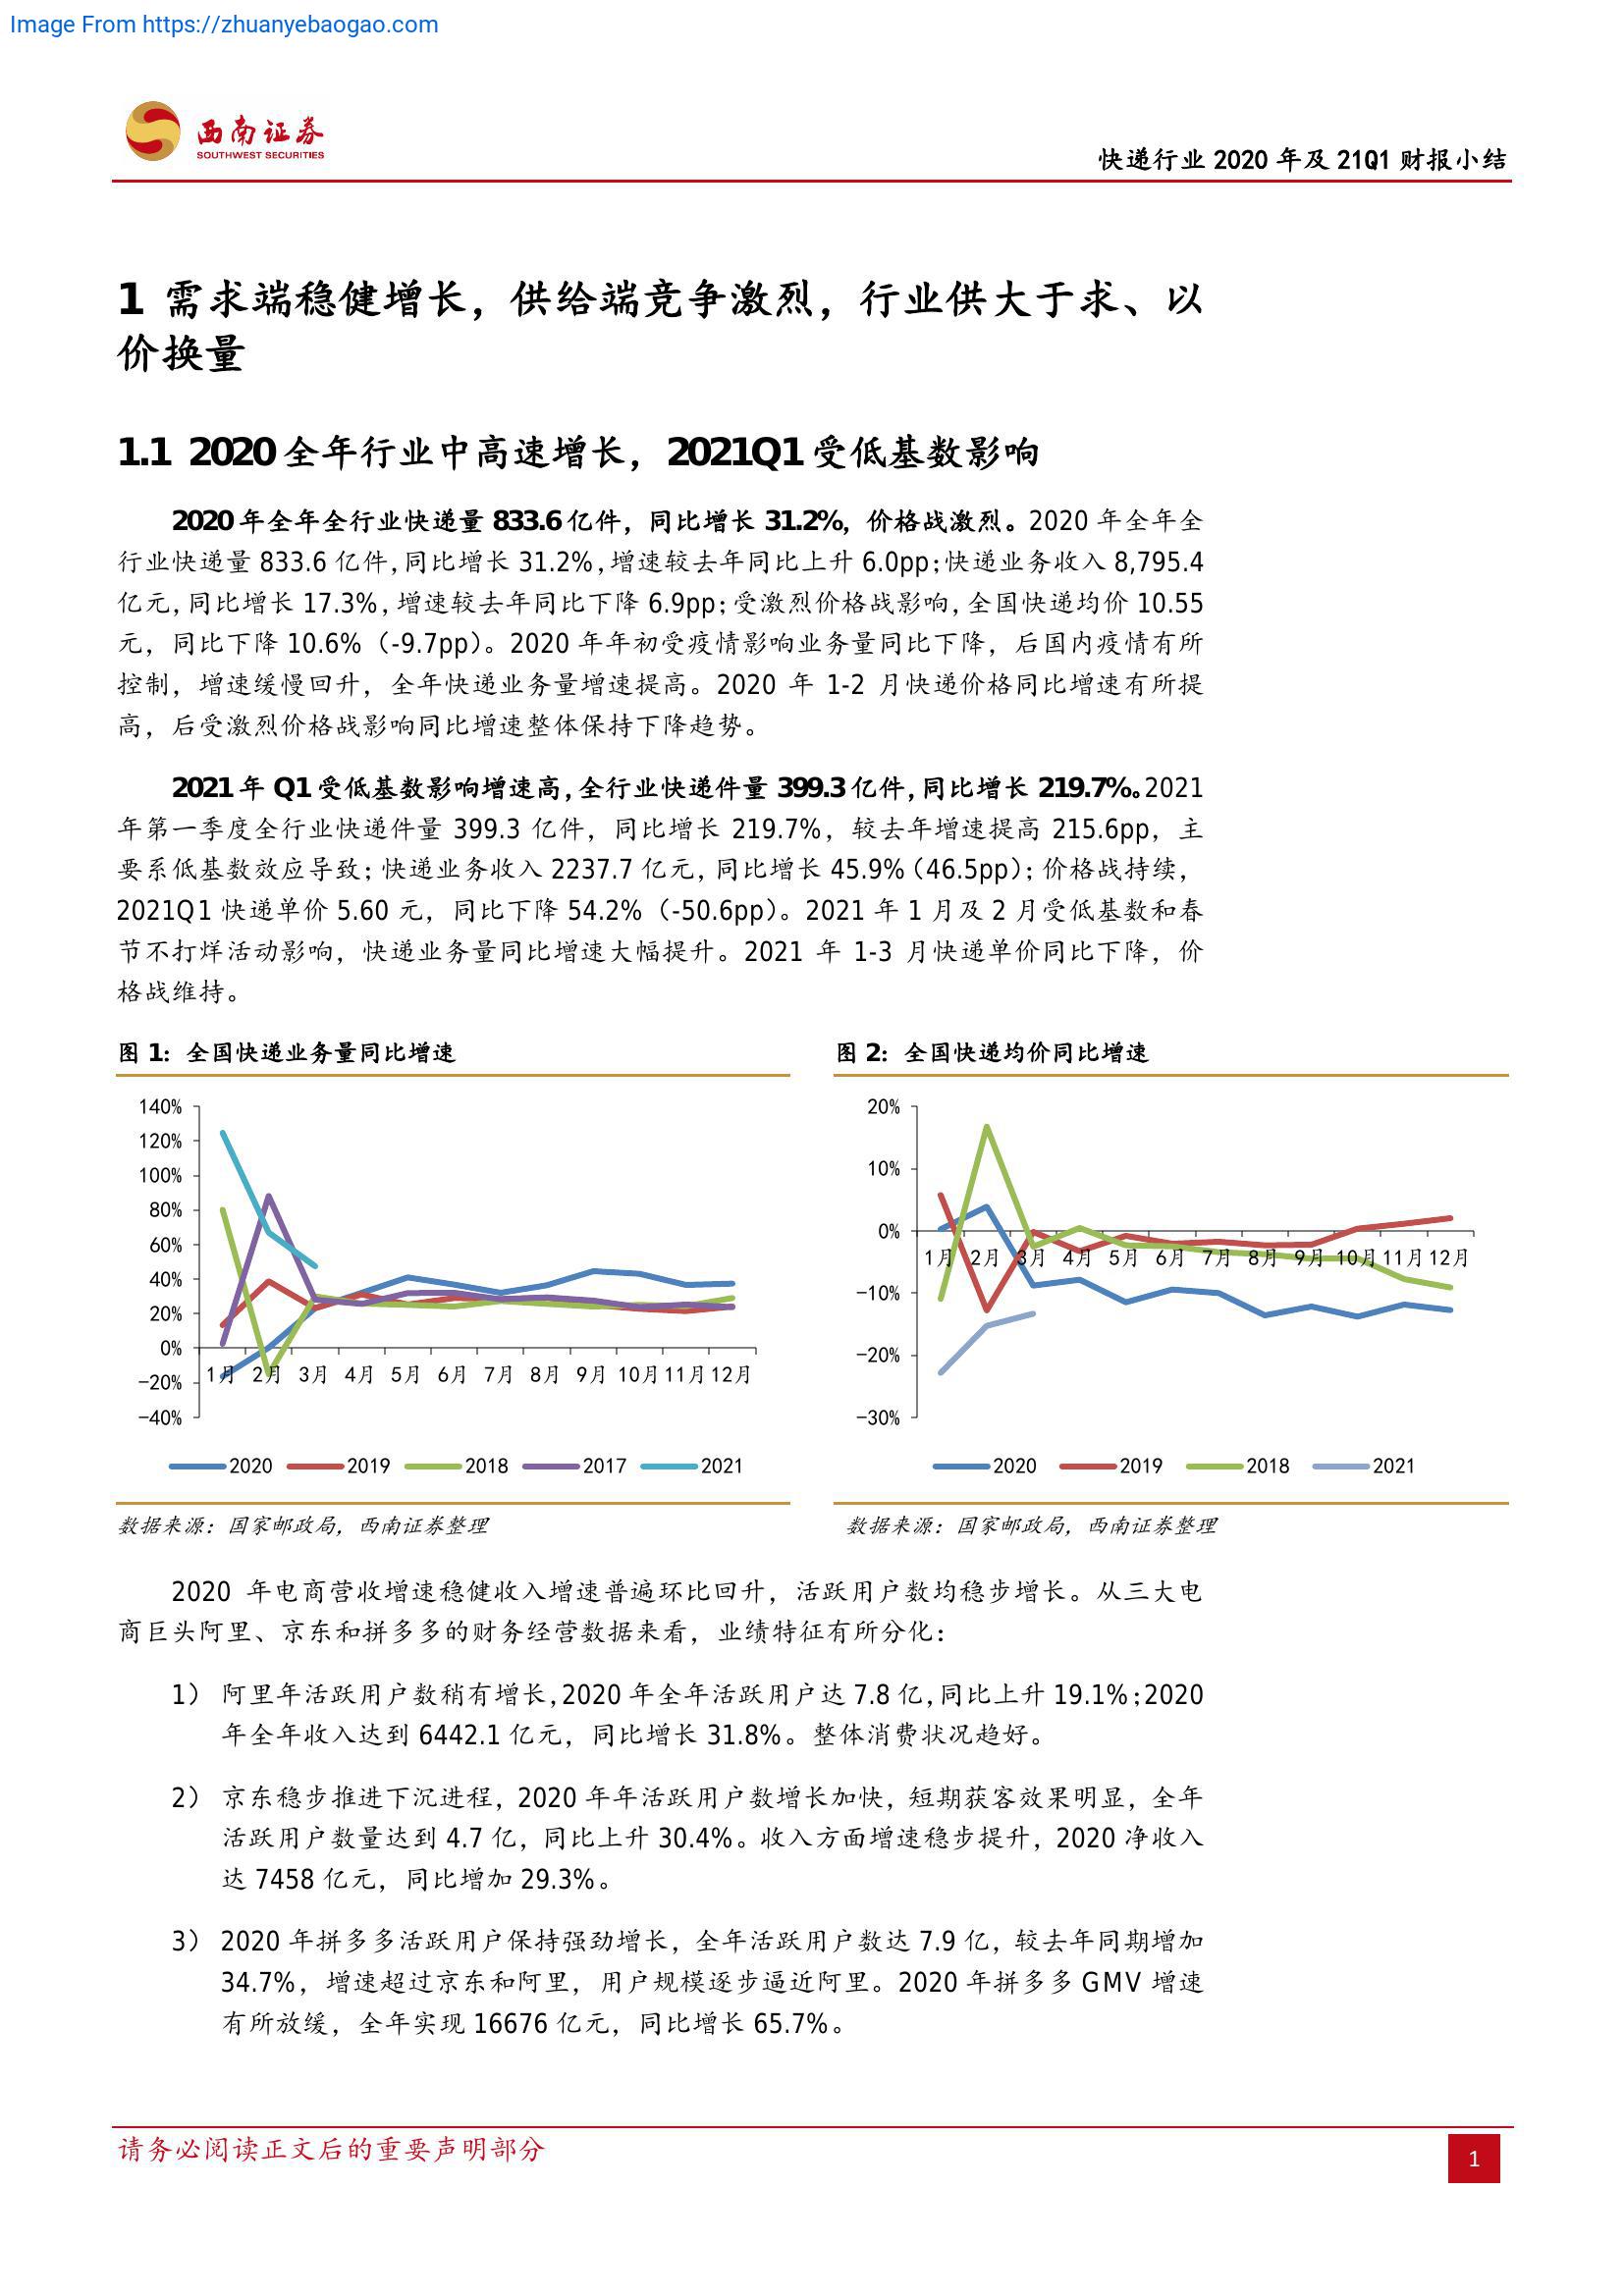 Image From https://zhuanyebaogao.com
西南证券
SOUTHWEST SECURITIES
快递行业 2020 年及 21Q1 财报小结
1 需求端稳健增长，供给端竞争激烈，行业供大于求、以
价换量
1.1 2020 全年行业中高速增长，2021Q1 受低基数影响
2020 年全年全行业快递量 833.6 亿件，同比增长 31.2%，价格战激烈。2020 年全年全
行业快递量 833.6 亿件，同比增长 31.2%，增速较去年同比上升 6.0pp；快递业务收入 8,795.4
亿元，同比增长 17.3%，增速较去年同比下降 6.9pp；受激烈价格战影响，全国快递均价 10.55
元，同比下降 10.6%（-9.7pp）。2020 年年初受疫情影响业务量同比下降，后国内疫情有所
控制，增速缓慢回升，全年快递业务量增速提高。2020 年 1-2 月快递价格同比增速有所提
高，后受激烈价格战影响同比增速整体保持下降趋势。
2021 年 Q1 受低基数影响增速高，全行业快递件量 399.3 亿件，同比增长 219.7%。2021
年第一季度全行业快递件量 399.3 亿件，同比增长 219.7%，较去年增速提高 215.6pp，主
要系低基数效应导致；快递业务收入 2237.7 亿元，同比增长 45.9%（46.5pp）；价格战持续，
2021Q1 快递单价 5.60 元，同比下降 54.2%（-50.6pp）。2021 年 1 月及 2 月受低基数和春
节不打烊活动影响，快递业务量同比增速大幅提升。2021 年 1-3 月快递单价同比下降，价
格战维持。
图 1：全国快递业务量同比增速
140%
120%
100%
80%
60%
40%
20%
0%
-20%
-40%
1月 2月 3月 4月 5月 6月 7月 8月 9月 10月 11月 12月
2020 2019 2018 2017 2021
数据来源：国家邮政局，西南证券整理
图 2：全国快递均价同比增速
20%
10%
0%
-10%
-20%
-30%
1月 2月 3月 4月 5月 6月 7月 8月 9月 10月 11月 12月
2020 2019 2018 2021
数据来源：国家邮政局，西南证券整理
2020 年电商营收增速稳健收入增速普遍环比回升，活跃用户数均稳步增长。从三大电
商巨头阿里、京东和拼多多的财务经营数据来看，业绩特征有所分化：
1） 阿里年活跃用户数稍有增长，2020 年全年活跃用户达 7.8 亿，同比上升 19.1%；2020
年全年收入达到 6442.1 亿元，同比增长 31.8%。整体消费状况趋好。
2） 京东稳步推进下沉进程，2020 年年活跃用户数增长加快，短期获客效果明显，全年
活跃用户数量达到 4.7 亿，同比上升 30.4%。收入方面增速稳步提升，2020 净收入
达 7458 亿元，同比增加 29.3%。
3） 2020 年拼多多活跃用户保持强劲增长，全年活跃用户数达 7.9 亿，较去年同期增加
34.7%，增速超过京东和阿里，用户规模逐步逼近阿里。2020 年拼多多 GMV 增速
有所放缓，全年实现 16676 亿元，同比增长 65.7%。
请务必阅读正文后的重要声明部分
1